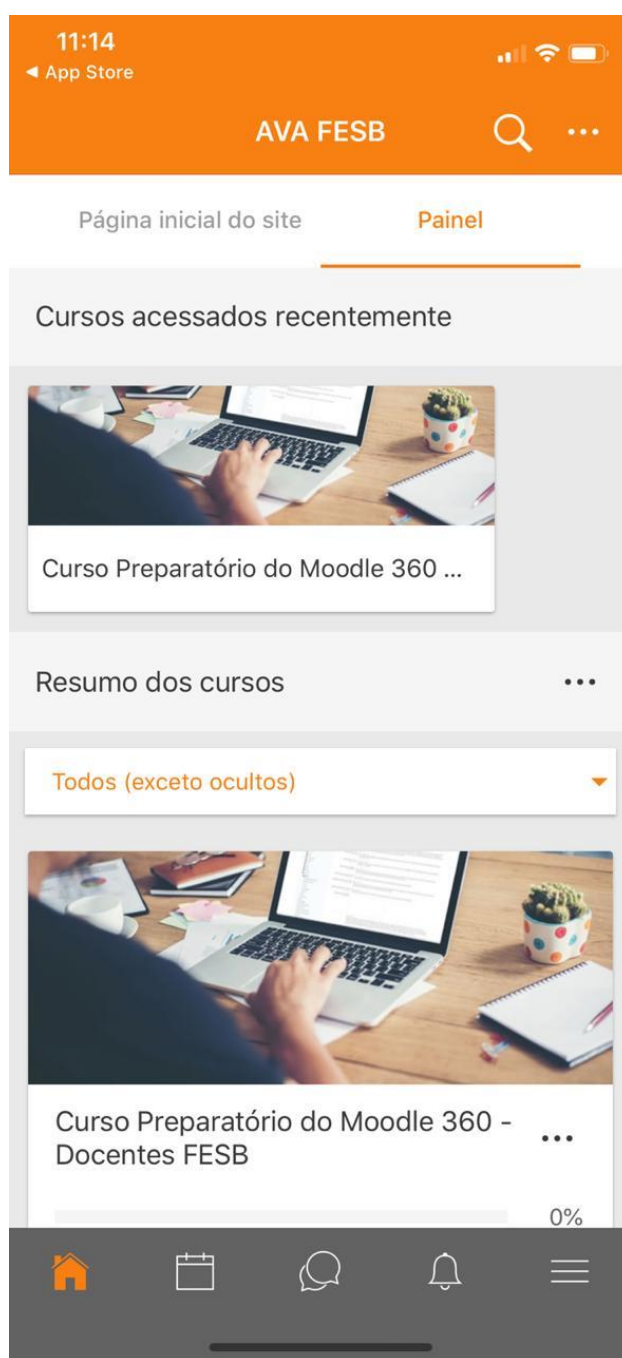 11:14
◀ App Store
AVA FESB
Página inicial do site
Painel
Cursos acessados recentemente
Curso Preparatório do Moodle 360 ...
Resumo dos cursos
Todos (exceto ocultos)
Curso Preparatório do Moodle 360 -
Docentes FESB
0%